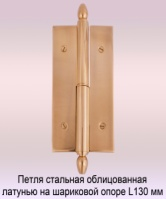 Петля стальная облицованная
латунью на шариковой опоре L130 мм